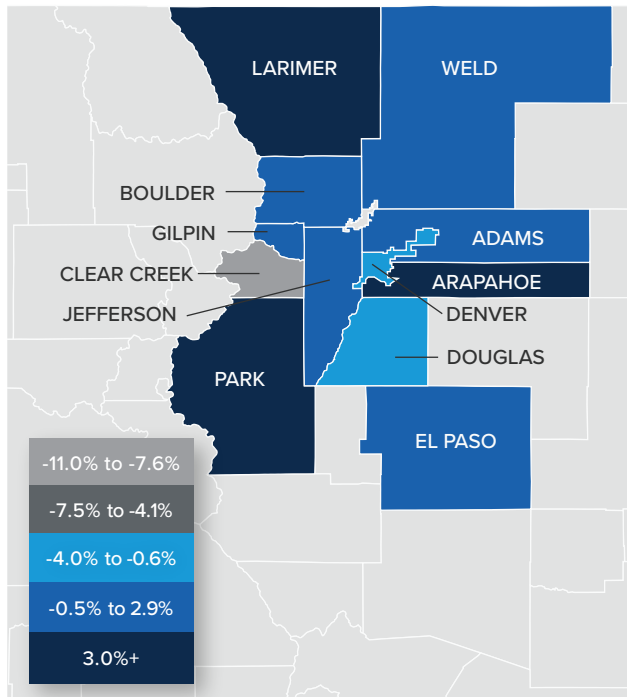 LARIMER
WELD
BOULDER
GILPIN
ADAMS
CLEAR CREEK
ARAPAHOE
JEFFERSON
DENVER
DOUGLAS
PARK
EL PASO
-11.0% to -7.6%
-7.5% to -4.1%
-4.0% to -0.6%
-0.5% to 2.9%
3.0%+